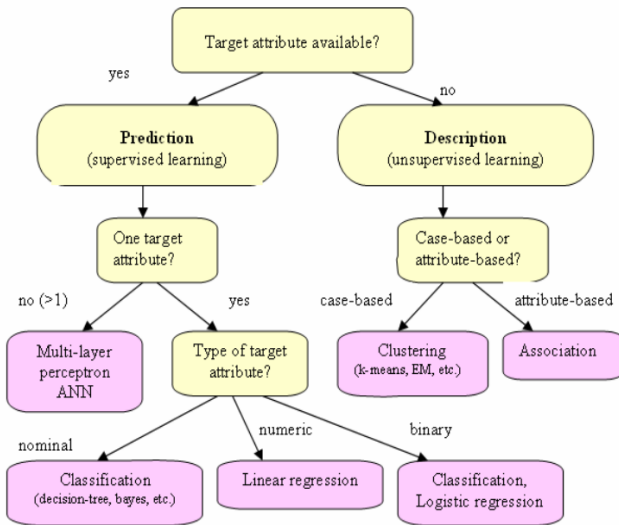 Target attribute available?
yes
no
Prediction
(supervised learning)
Description
(unsupervised learning)
One target
attribute?
Case-based or
attribute-based?
no (>1)
yes
case-based
attribute-based
Multi-layer
perceptron
ANN
Type of target
attribute?
Clustering
(k-means, EM, etc.)
Association
nominal
numeric
binary
Classification
(decision-tree, bayes, etc.)
Linear regression
Classification,
Logistic regression